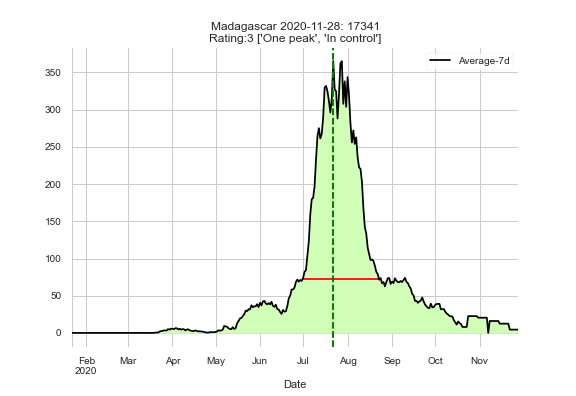 Madagascar 2020-11-28: 17341
Rating:3 ['One peak', 'In control']
Average-7d
350
300
250
200
150
100
50
0
Feb Mar Apr May Jun Jul Aug Sep Oct Nov
2020
Date